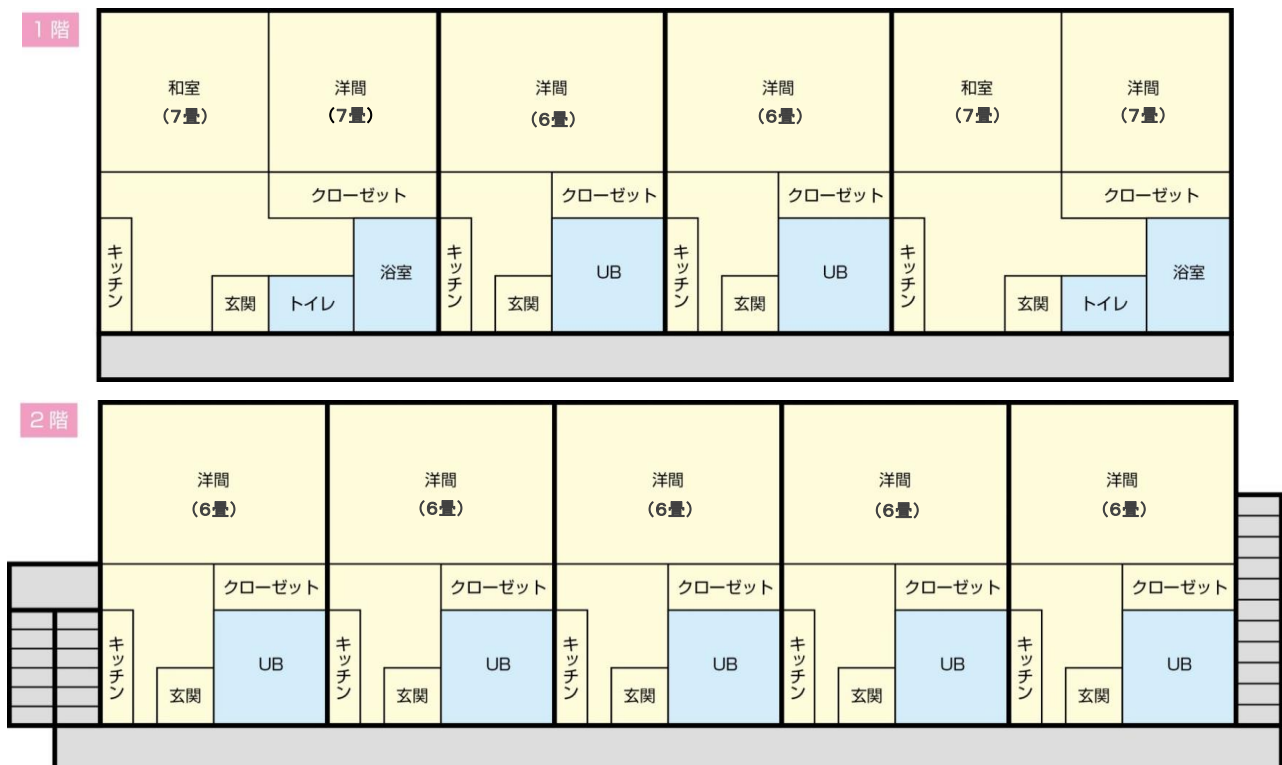 1階
和室
(7畳)
洋間
(7畳)
洋間
(6畳)
洋間
(6畳)
和室
(7畳)
洋間
(7畳)
クローゼット
クローゼット
クローゼット
クローゼット
キッチン
玄関
トイレ
浴室
キッチン
玄関
UB
キッチン
玄関
UB
キッチン
玄関
トイレ
浴室
2階
洋間
(6畳)
洋間
(6畳)
洋間
(6畳)
洋間
(6畳)
洋間
(6畳)
クローゼット
クローゼット
クローゼット
クローゼット
クローゼット
キッチン
玄関
UB
キッチン
玄関
UB
キッチン
玄関
UB
キッチン
玄関
UB
キッチン
玄関
UB